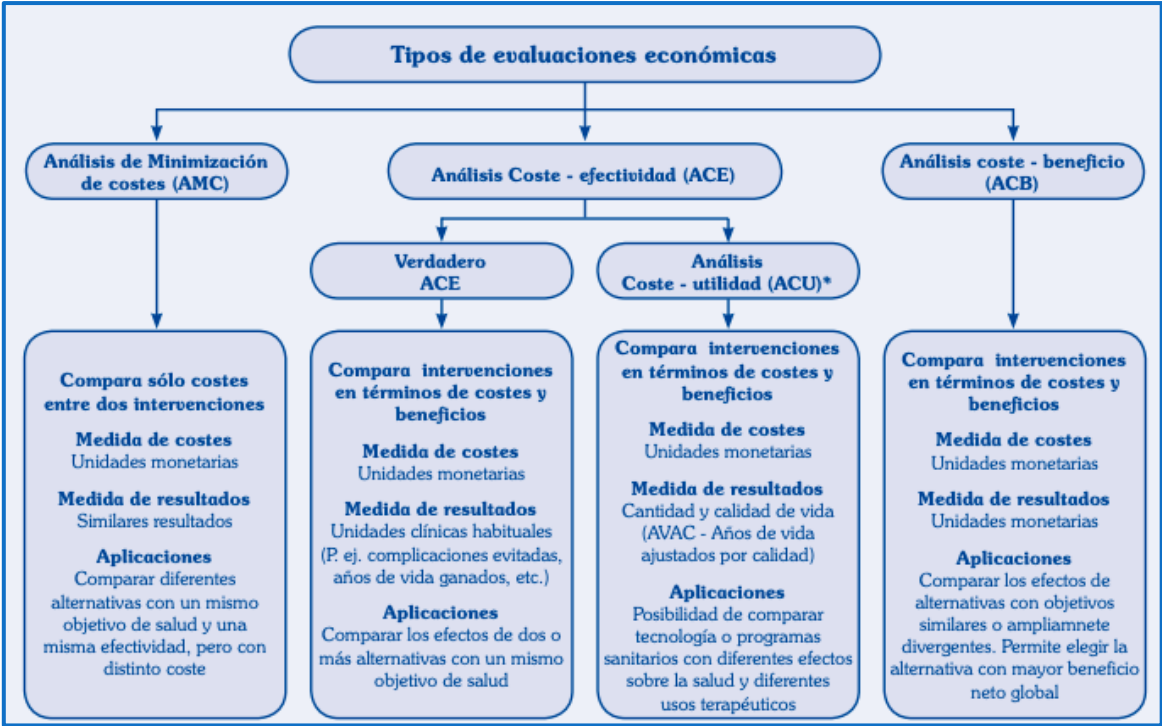 Tipos de evaluaciones económicas
Análisis de Minimización
de costes (AMC)
Análisis Coste - efectividad (ACE)
Análisis coste - beneficio
(ACB)
Verdadero
ACE
Análisis
Coste - utilidad (ACU)*
Compara sólo costes
entre dos intervenciones
Medida de costes
Unidades monetarias
Medida de resultados
Similares resultados
Aplicaciones
Comparar diferentes
alternativas con un mismo
objetivo de salud y una
misma efectividad, pero con
distinto coste
Compara intervenciones
en términos de costes y
beneficios
Medida de costes
Unidades monetarias
Medida de resultados
Unidades clínicas habituales
(P. ej. complicaciones evitadas,
años de vida ganados, etc.)
Aplicaciones
Comparar los efectos de dos o
más alternativas con un mismo
objetivo de salud
Compara intervenciones
en términos de costes y
beneficios
Medida de costes
Unidades monetarias
Medida de resultados
Cantidad y calidad de vida
(AVAC - Años de vida
ajustados por calidad)
Aplicaciones
Posibilidad de comparar
tecnología o programas
sanitarios con diferentes efectos
sobre la salud y diferentes
usos terapéuticos
Compara intervenciones
en términos de costes y
beneficios
Medida de costes
Unidades monetarias
Medida de resultados
Unidades monetarias
Aplicaciones
Comparar los efectos de
alternativas con objetivos
similares o ampliamnete
divergentes. Permite elegir la
alternativa con mayor beneficio
neto global